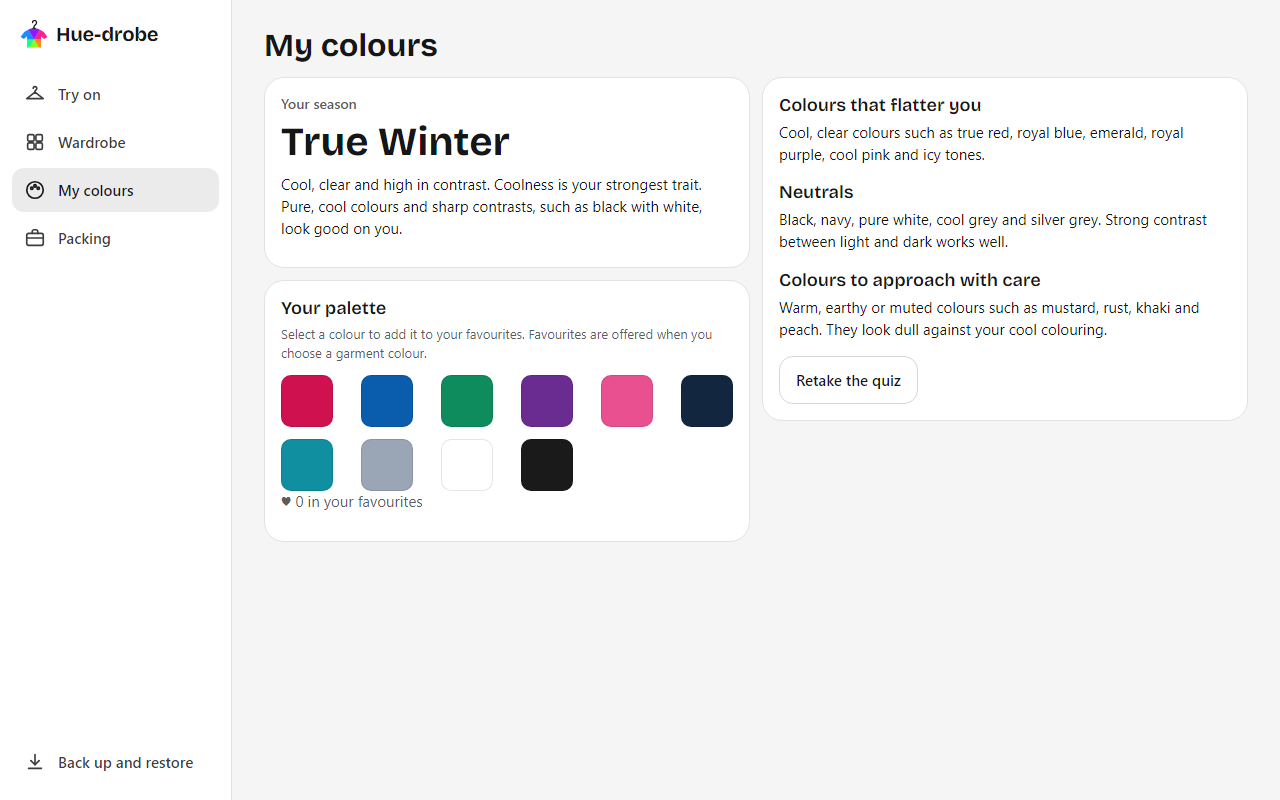 Hue-drobe
Try on
Wardrobe
My colours
Packing
Back up and restore
My colours
Your season
True Winter
Cool, clear and high in contrast. Coolness is your strongest trait.
Pure, cool colours and sharp contrasts, such as black with white,
look good on you.
Your palette
Select a colour to add it to your favourites. Favourites are offered when you
choose a garment colour.
♥ 0 in your favourites
Colours that flatter you
Cool, clear colours such as true red, royal blue, emerald, royal
purple, cool pink and icy tones.
Neutrals
Black, navy, pure white, cool grey and silver grey. Strong contrast
between light and dark works well.
Colours to approach with care
Warm, earthy or muted colours such as mustard, rust, khaki and
peach. They look dull against your cool colouring.
Retake the quiz